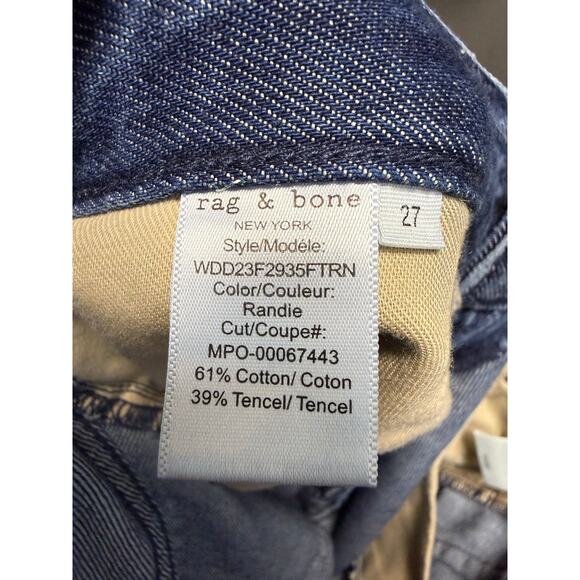 rag & bone
NEW YORK
Style/Modèle:
WDD23F2935FTRN
Color/Couleur:
Randie
Cut/Coupe#:
MPO-00067443
61% Cotton/ Coton
39% Tencel/ Tencel
27